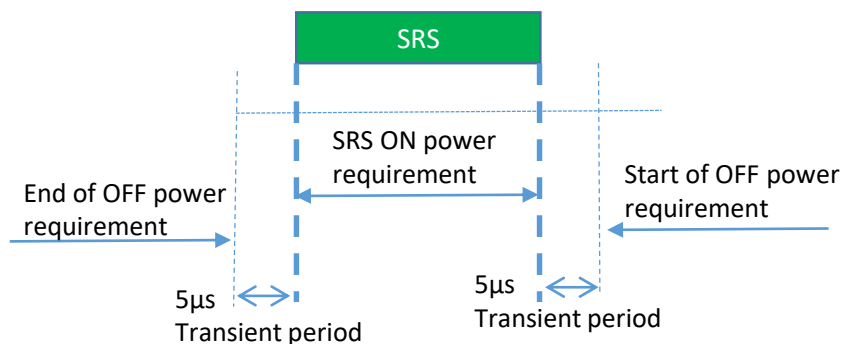 SRS
SRS ON power
requirement
End of OFF power
requirement
Start of OFF power
requirement
5µs
Transient period
5µs
Transient period